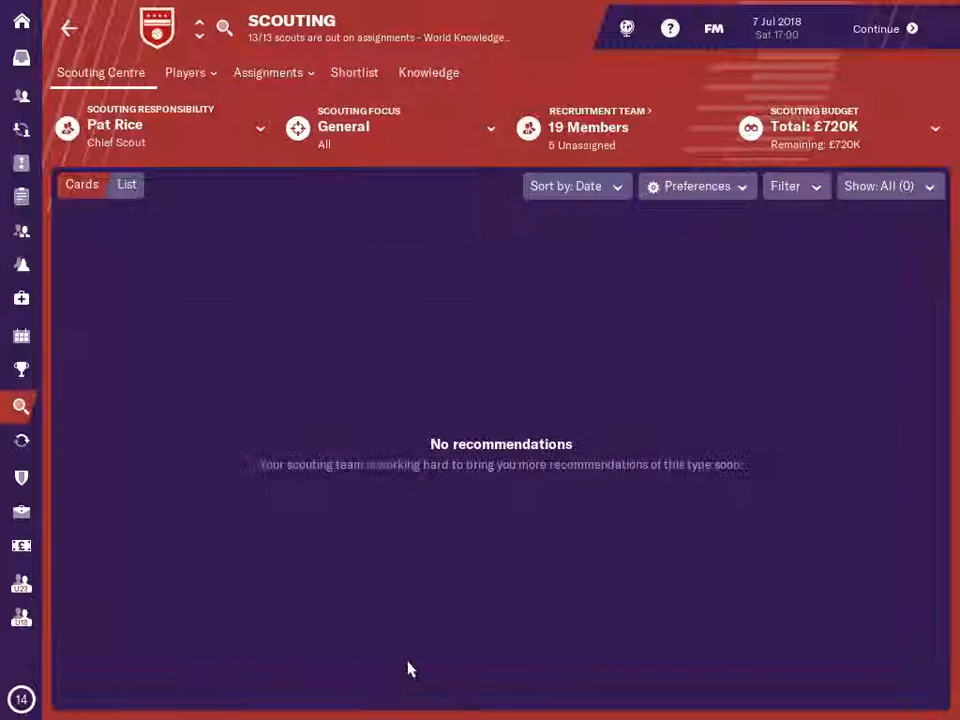 SCOUTING
13/13 scouts are out on assignments - World Knowledge..
7 Jul 2018
Sat 17:00
FM
?
Continue
Scouting Centre
Players
Assignments
Shortlist
Knowledge
SCOUTING RESPONSIBILITY
Pat Rice
Chief Scout
SCOUTING FOCUS
General
All
RECRUITMENT TEAM >
19 Members
5 Unassigned
SCOUTING BUDGET
Total: £720K
Remaining: £720K
Cards
List
Sort by: Date
Preferences
Filter
Show: All (0)
No recommendations
Your scouting team is working hard to bring you more recommendations of this type soon.
U23
U18
14